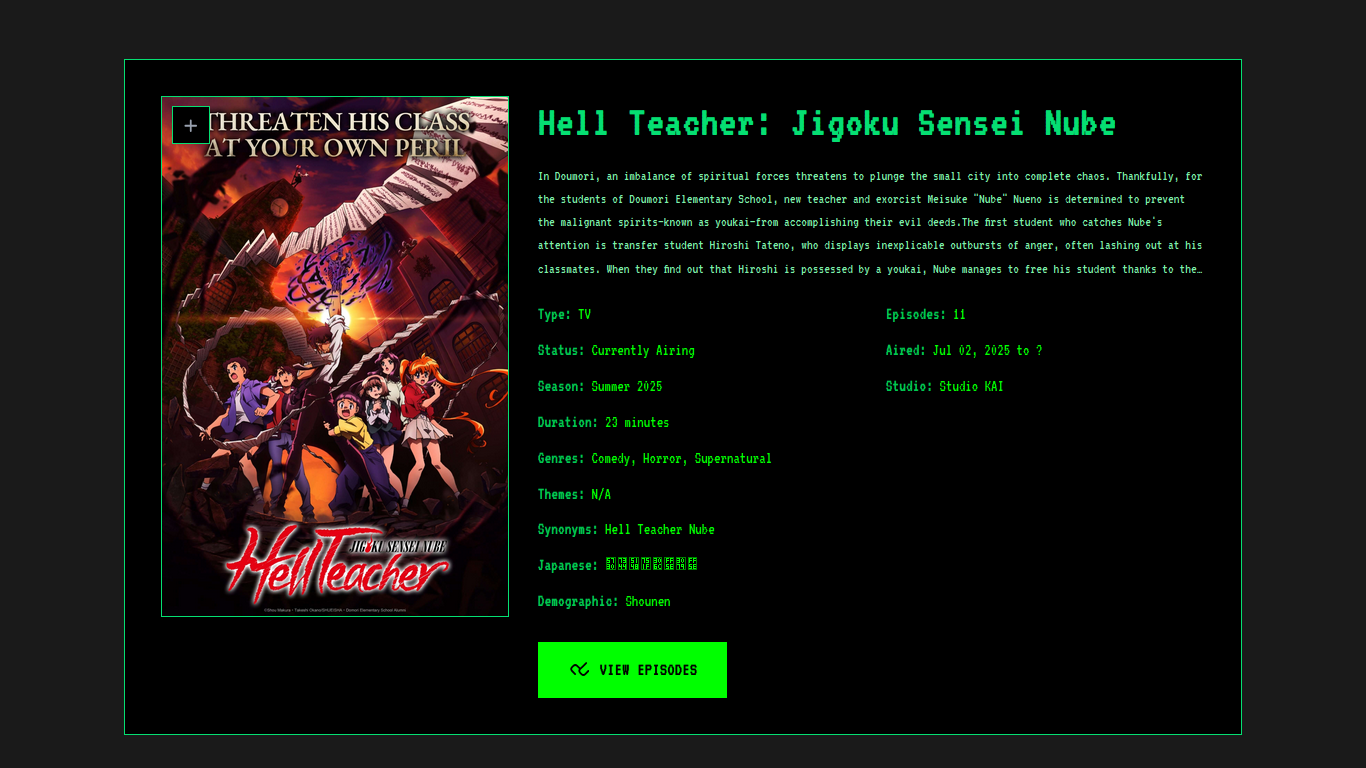 THREATEN HIS CLASS
AT YOUR OWN PERIL
JIGOKU SENSEI NUBE
Hell Teacher
Hell Teacher: Jigoku Sensei Nube
In Doumori, an imbalance of spiritual forces threatens to plunge the small city into complete chaos. Thankfully, for
the students of Doumori Elementary School, new teacher and exorcist Meisuke "Nube" Nueno is determined to prevent
the malignant spirits-known as youkai-from accomplishing their evil deeds.The first student who catches Nube's
attention is transfer student Hiroshi Tateno, who displays inexplicable outbursts of anger, often lashing out at his
classmates. When they find out that Hiroshi is possessed by a youkai, Nube manages to free his student thanks to the…
Type: TV
Episodes: 11
Status: Currently Airing
Aired: Jul 02, 2025 to ?
Season: Summer 2025
Studio: Studio KAI
Duration: 23 minutes
Genres: Comedy, Horror, Supernatural
Themes: N/A
Synonyms: Hell Teacher Nube
Japanese:
Demographic: Shounen
VIEW EPISODES